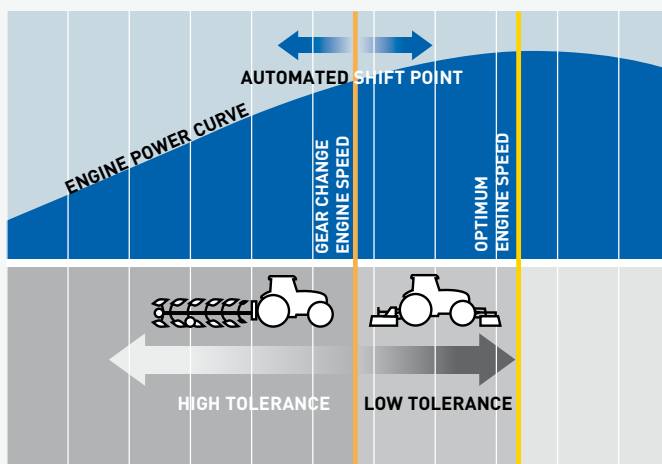 AUTOMATED SHIFT POINT
ENGINE POWER CURVE
GEAR CHANGE
ENGINE SPEED
OPTIMUM
ENGINE SPEED
HIGH TOLERANCE
LOW TOLERANCE